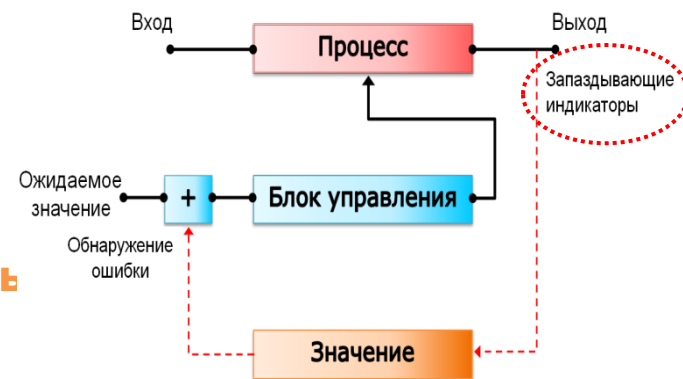 Вход
Процесс
Выход
Запаздывающие
индикаторы
Ожидаемое
значение
+
Блок управления
Обнаружение
ошибки
ь
Значение